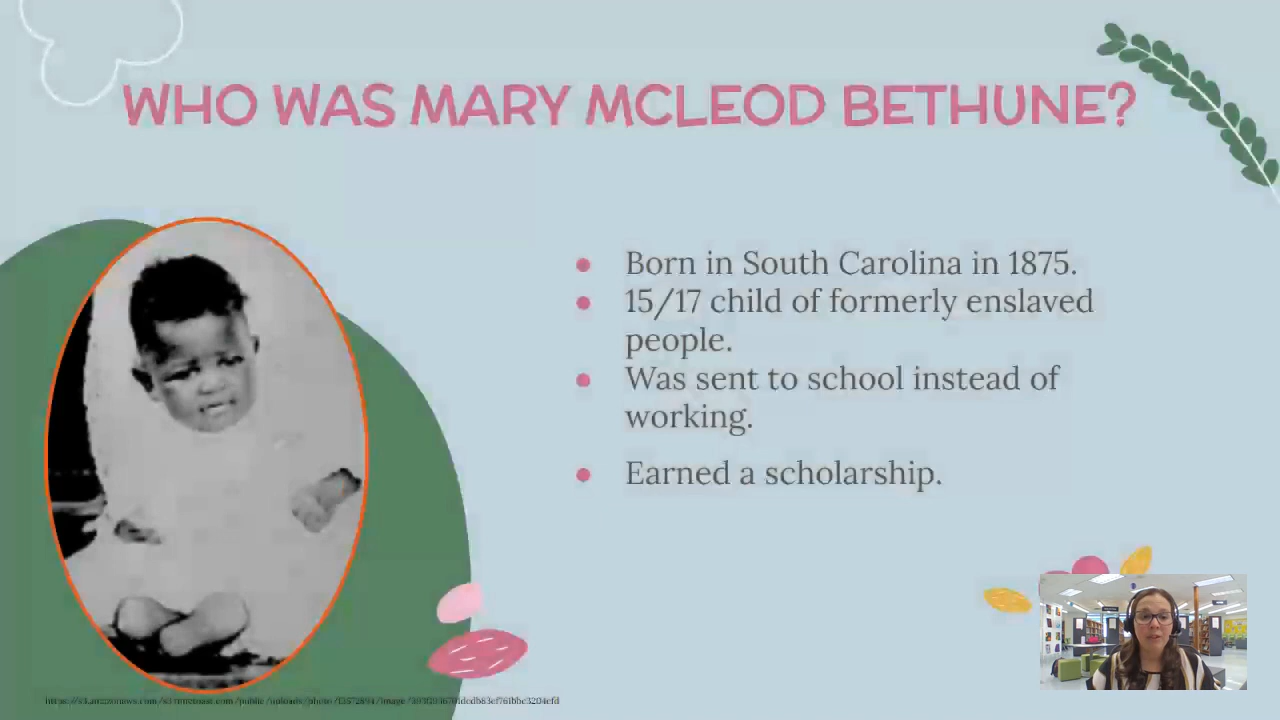 WHO WAS MARY MCLEOD BETHUNE?
Born in South Carolina in 1875.
15/17 child of formerly enslaved
people.
Was sent to school instead of
working.
Earned a scholarship.